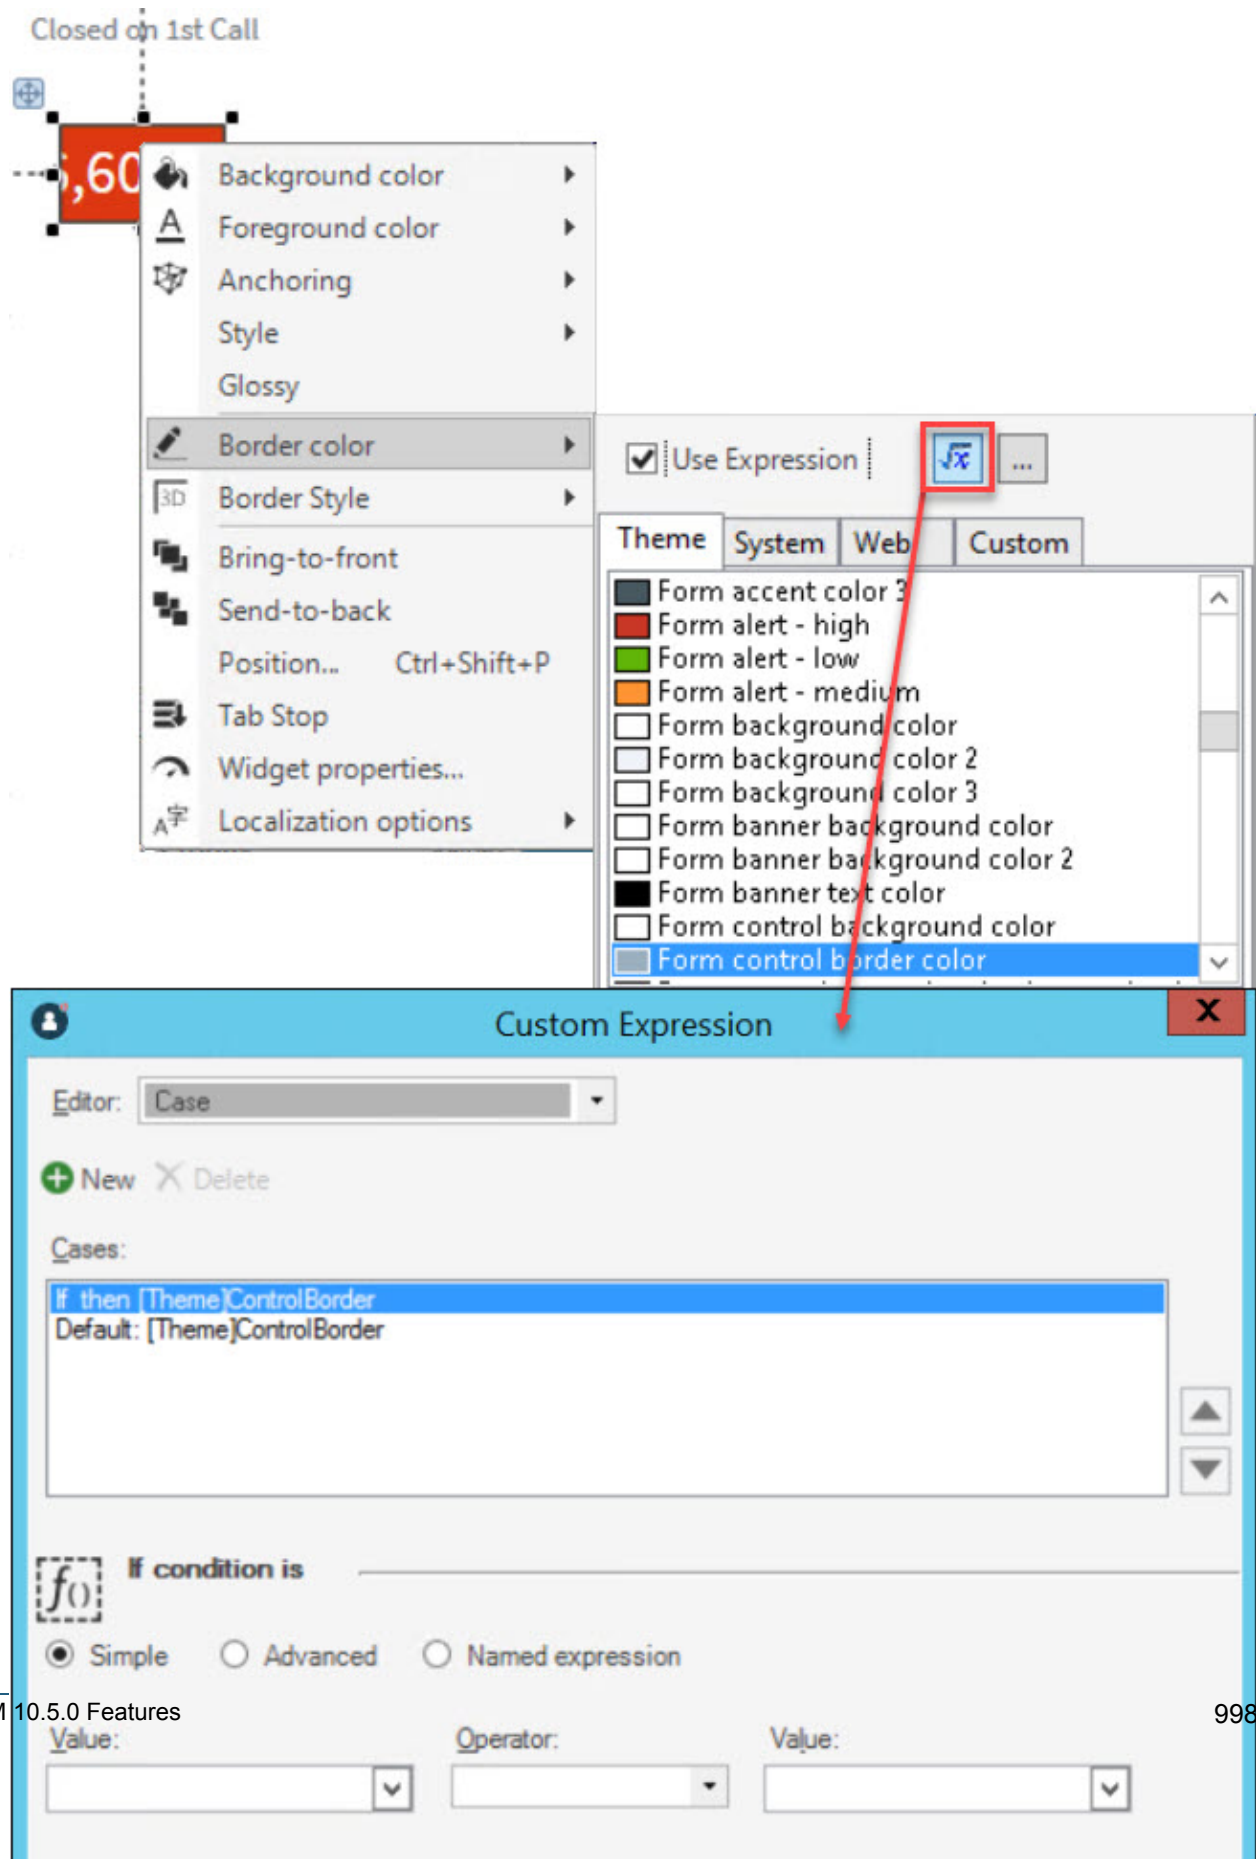 Closed on 1st Call
,60
Background color
A Foreground color
Anchoring
Style
Glossy
Border color
3D Border Style
Bring-to-front
Send-to-back
Position... Ctrl+Shift+P
Tab Stop
Widget properties...
A字 Localization options
Use Expression √x ...
Theme System Web Custom
Form accent color 3
Form alert - high
Form alert - low
Form alert - medium
Form background color
Form background color 2
Form background color 3
Form banner background color
Form banner background color 2
Form banner text color
Form control background color
Form control border color
Custom Expression X
Editor: Case
New Delete
Cases:
If then [Theme]ControlBorder
Default: [Theme]ControlBorder
f() If condition is
Simple Advanced Named expression
M 10.5.0 Features 998
Value: Operator: Value: